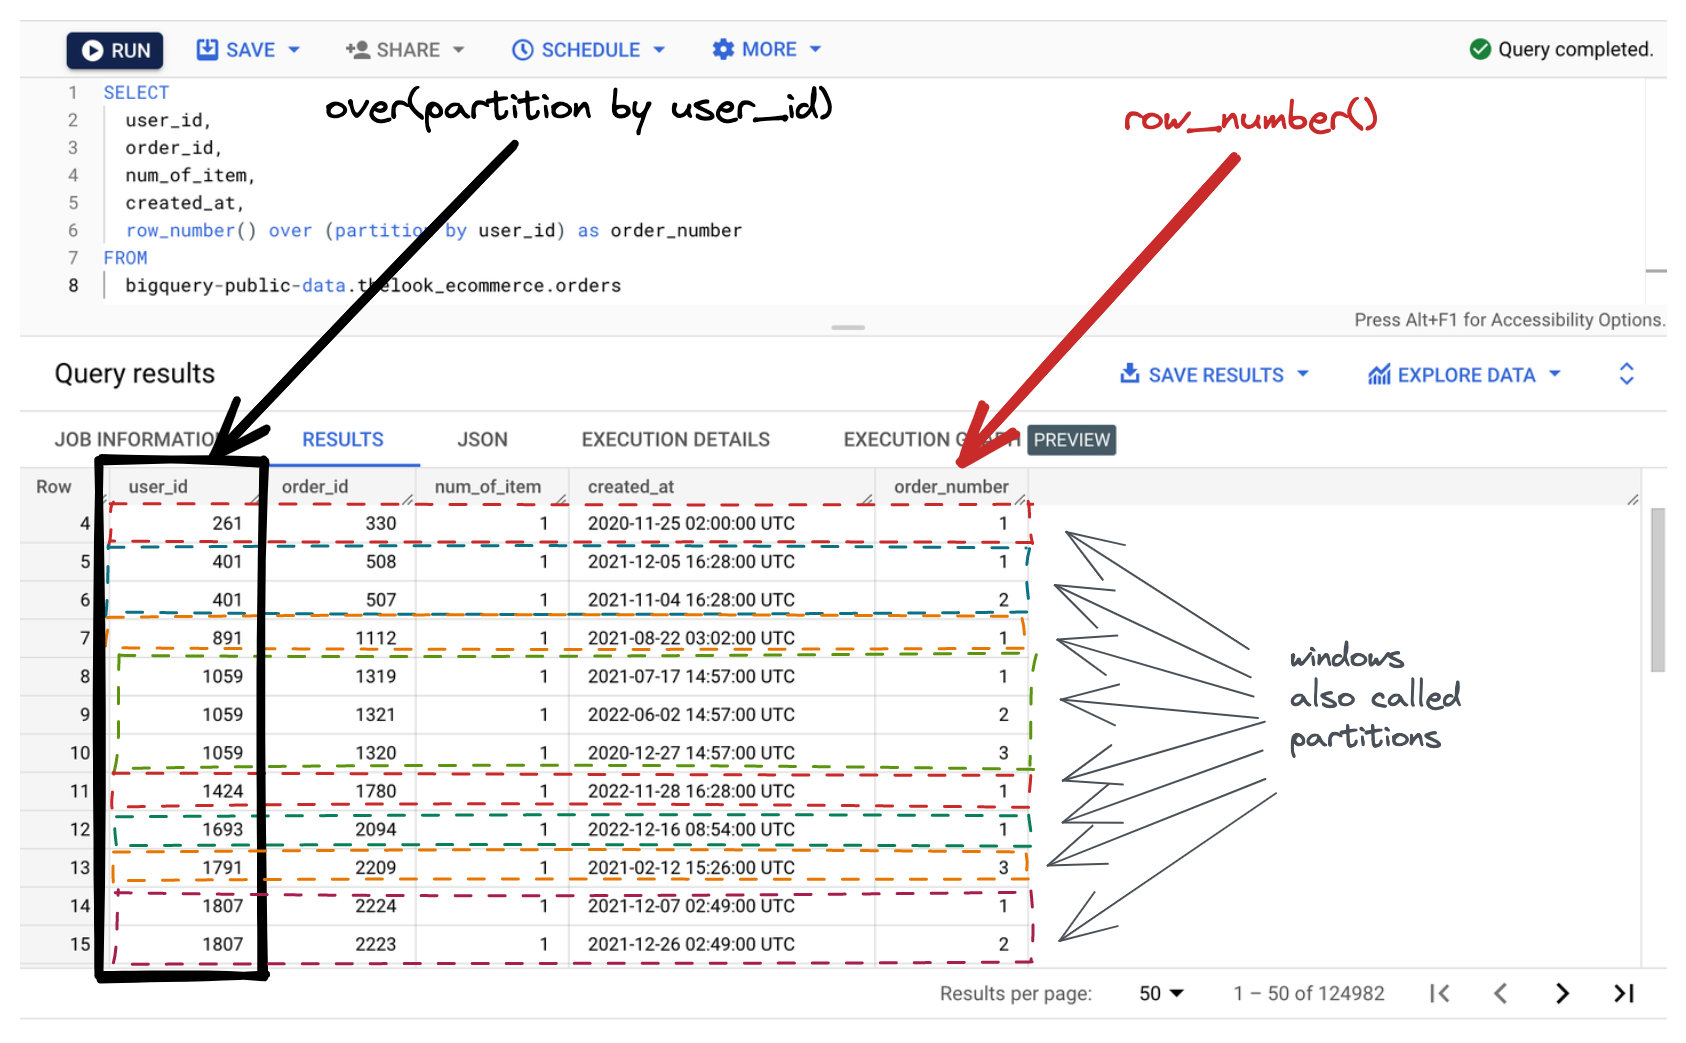 RUN SAVE SHARE SCHEDULE MORE Query completed.
1 SELECT
over(partition by user_id)
row_number()
2 user_id,
3 order_id,
4 num_of_item,
5 created_at,
6 row_number() over (partition by user_id) as order_number
7 FROM
8 bigquery-public-data.thelook_ecommerce.orders
Press Alt+F1 for Accessibility Options.
Query results SAVE RESULTS EXPLORE DATA
JOB INFORMATION RESULTS JSON EXECUTION DETAILS EXECUTION GRAPH PREVIEW
Row user_id order_id num_of_item created_at order_number
4 261 330 1 2020-11-25 02:00:00 UTC 1
5 401 508 1 2021-12-05 16:28:00 UTC 1
6 401 507 1 2021-11-04 16:28:00 UTC 2
7 891 1112 1 2021-08-22 03:02:00 UTC 1
8 1059 1319 1 2021-07-17 14:57:00 UTC 1
9 1059 1321 1 2022-06-02 14:57:00 UTC 2
10 1059 1320 1 2020-12-27 14:57:00 UTC 3
11 1424 1780 1 2022-11-28 16:28:00 UTC 1
12 1693 2094 1 2022-12-16 08:54:00 UTC 1
13 1791 2209 1 2021-02-12 15:26:00 UTC 3
14 1807 2224 1 2021-12-07 02:49:00 UTC 1
15 1807 2223 1 2021-12-26 02:49:00 UTC 2
windows
also called
partitions
Results per page: 50 1 – 50 of 124982